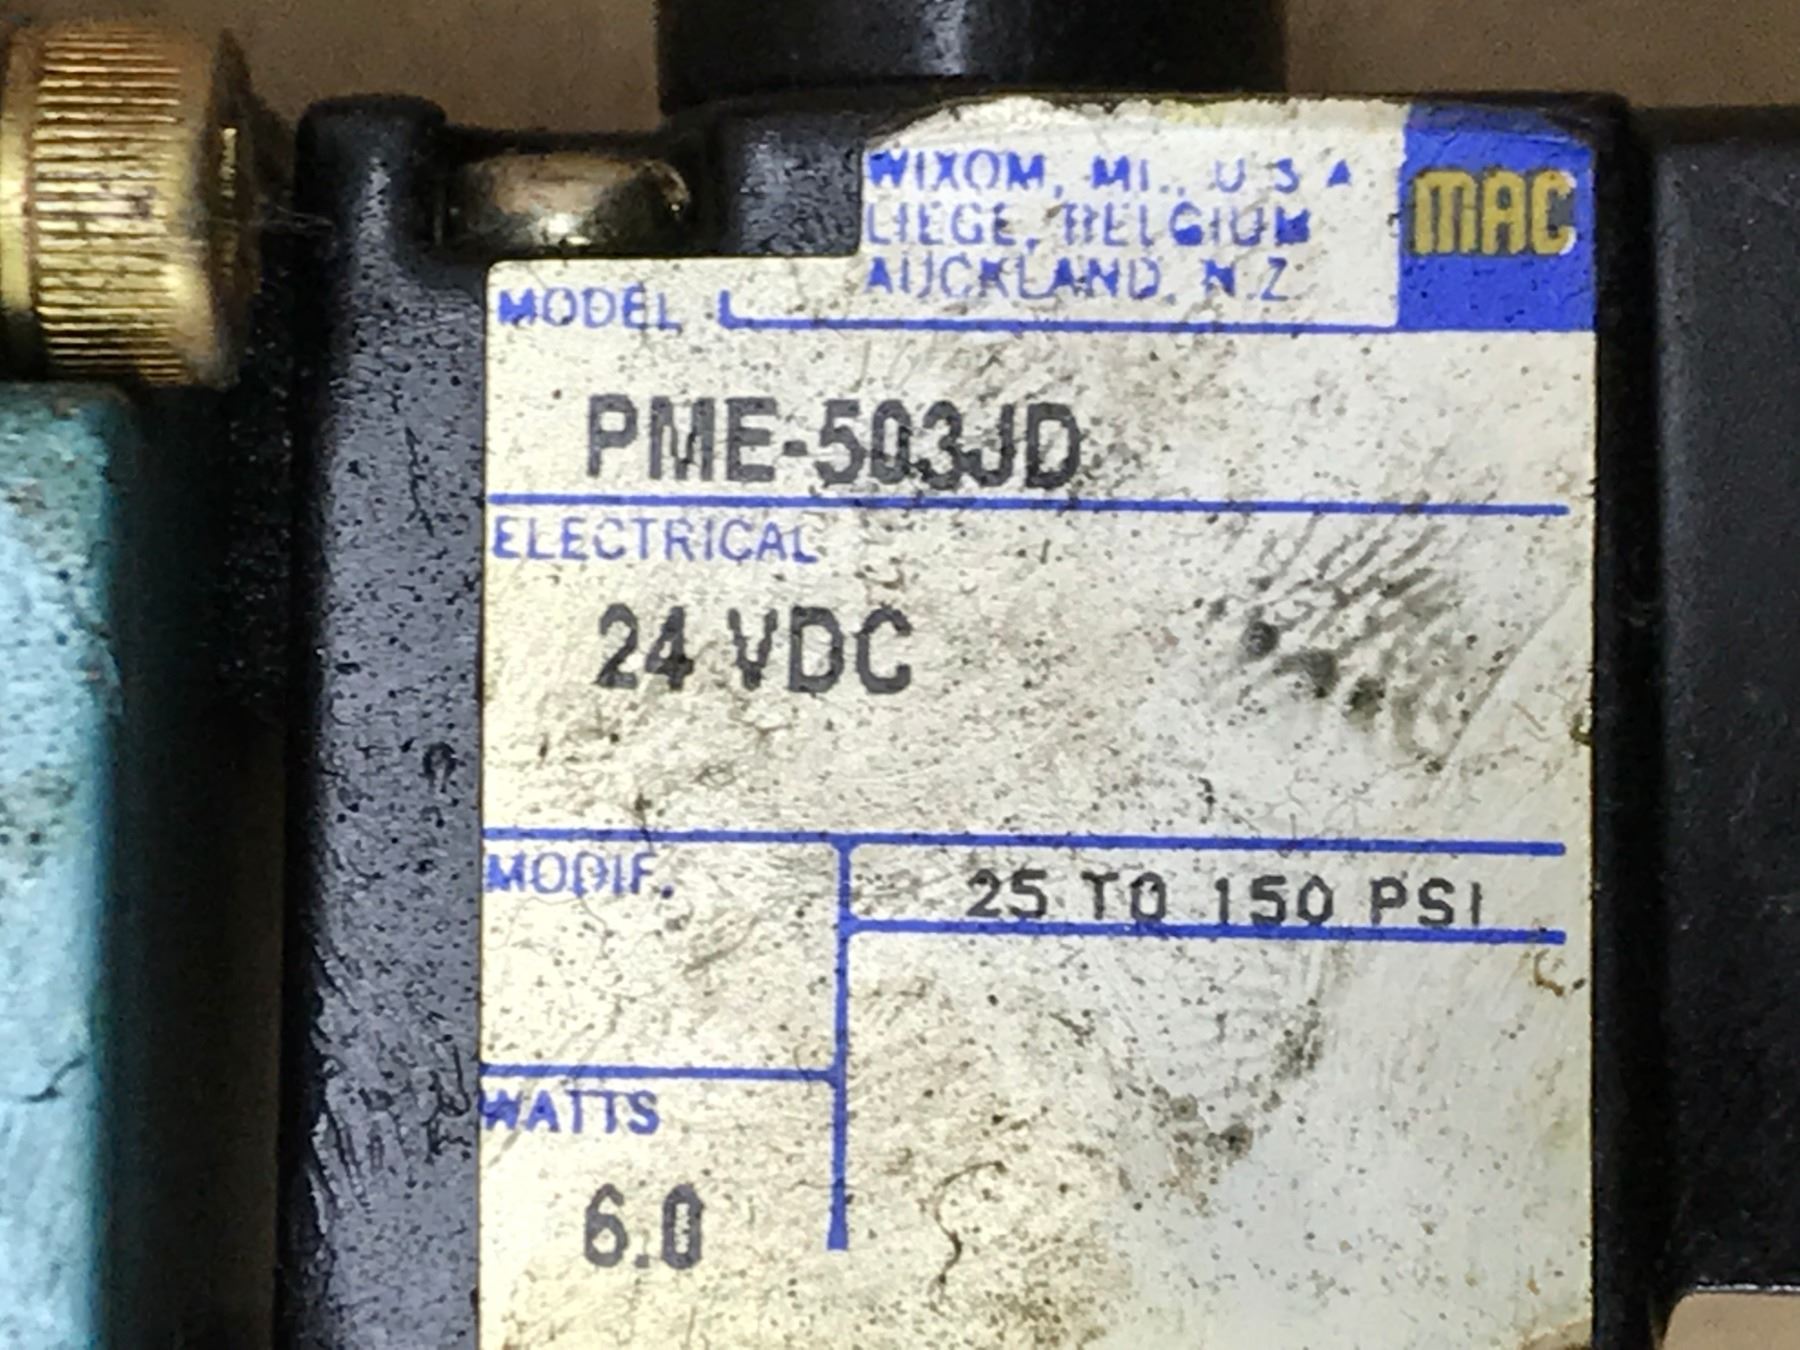 WIXOM, MI., U S A
LIEGE, BELGIUM
AUCKLAND, N.Z.
MAC
MODEL
PME-503JD
ELECTRICAL
24 VDC
MODIF.
25 TO 150 PSI
WATTS
6.0